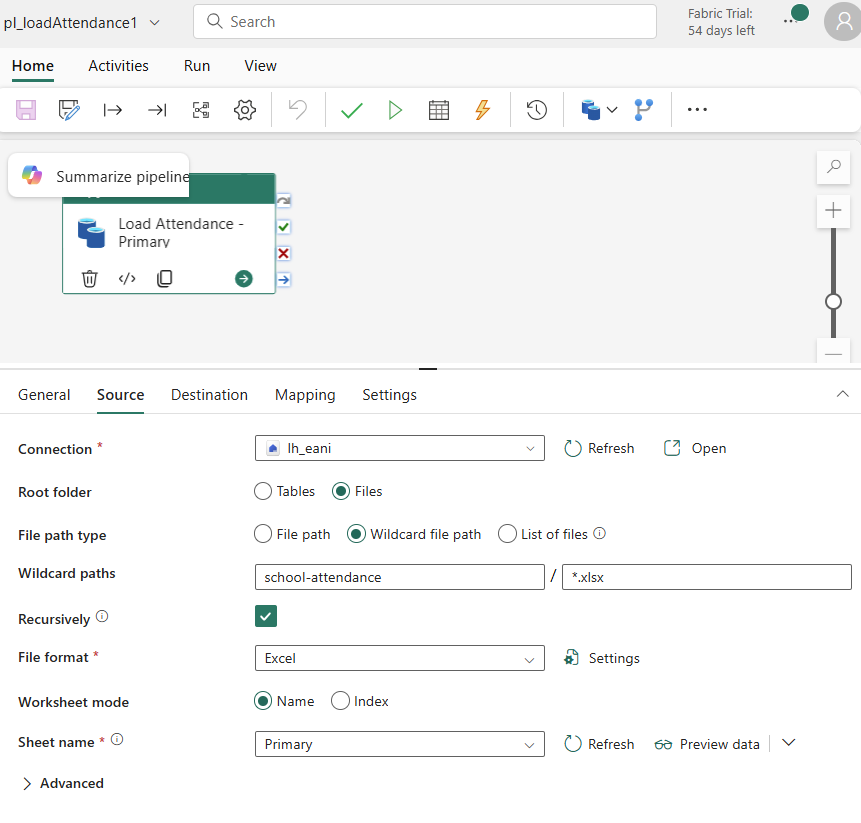 pl_loadAttendance1
Search
Fabric Trial:
54 days left
Home
Activities
Run
View
Summarize pipeline
Load Attendance -
Primary
General
Source
Destination
Mapping
Settings
Connection *
lh_eani
Refresh
Open
Root folder
Tables
Files
File path type
File path
Wildcard file path
List of files
Wildcard paths
school-attendance
/
*.xlsx
Recursively
File format *
Excel
Settings
Worksheet mode
Name
Index
Sheet name *
Primary
Refresh
Preview data
Advanced